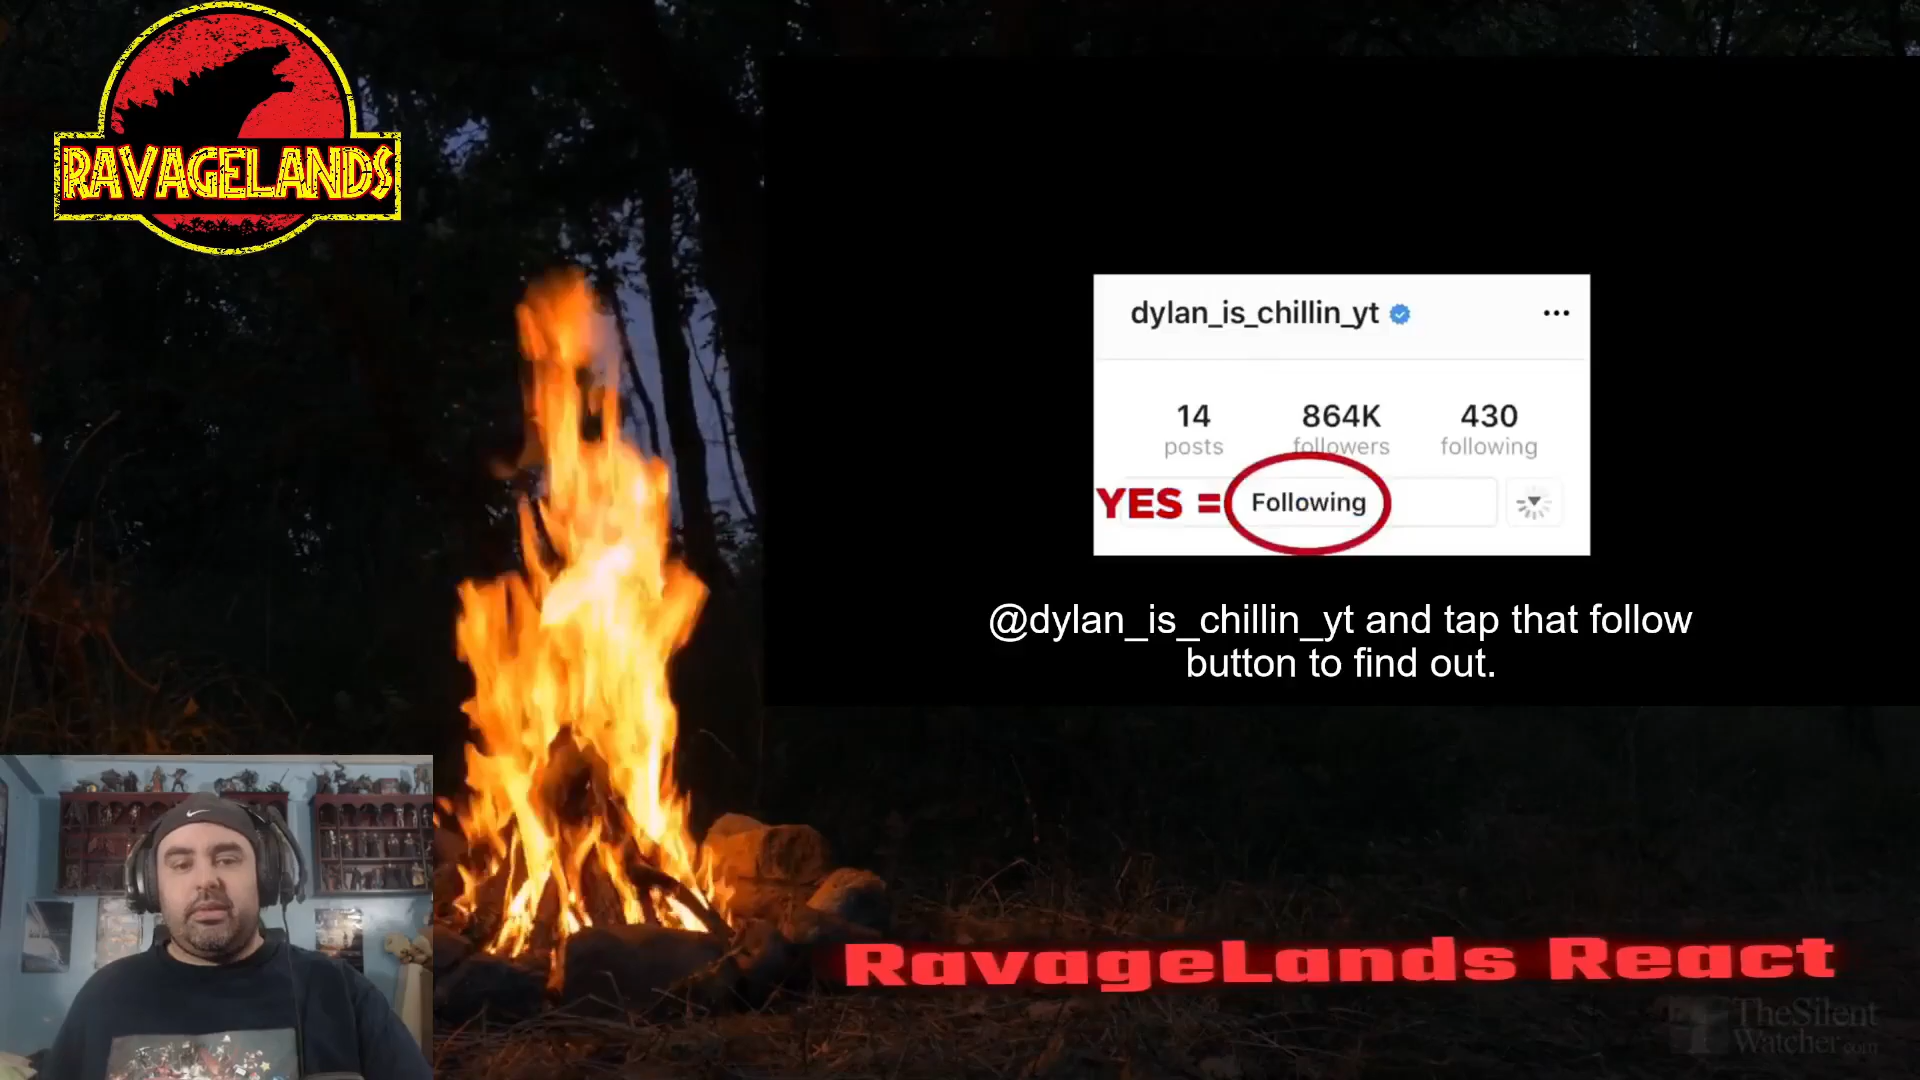 RAVAGELANDS
dylan_is_chillin_yt
14
864K
430
posts
followers
following
YES =
Following
@dylan_is_chillin_yt and tap that follow
button to find out.
RavageLands React
TheSilent
Watcher.com